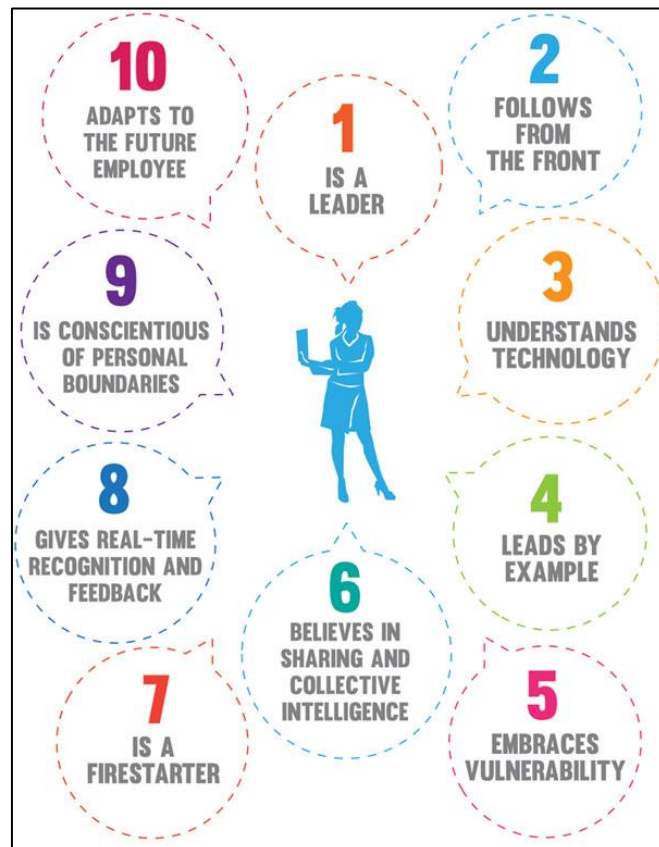 1
IS A
LEADER
2
FOLLOWS
FROM
THE FRONT
3
UNDERSTANDS
TECHNOLOGY
4
LEADS BY
EXAMPLE
5
EMBRACES
VULNERABILITY
6
BELIEVES IN
SHARING AND
COLLECTIVE
INTELLIGENCE
7
IS A
FIRESTARTER
8
GIVES REAL-TIME
RECOGNITION AND
FEEDBACK
9
IS CONSCIENTIOUS
OF PERSONAL
BOUNDARIES
10
ADAPTS TO
THE FUTURE
EMPLOYEE